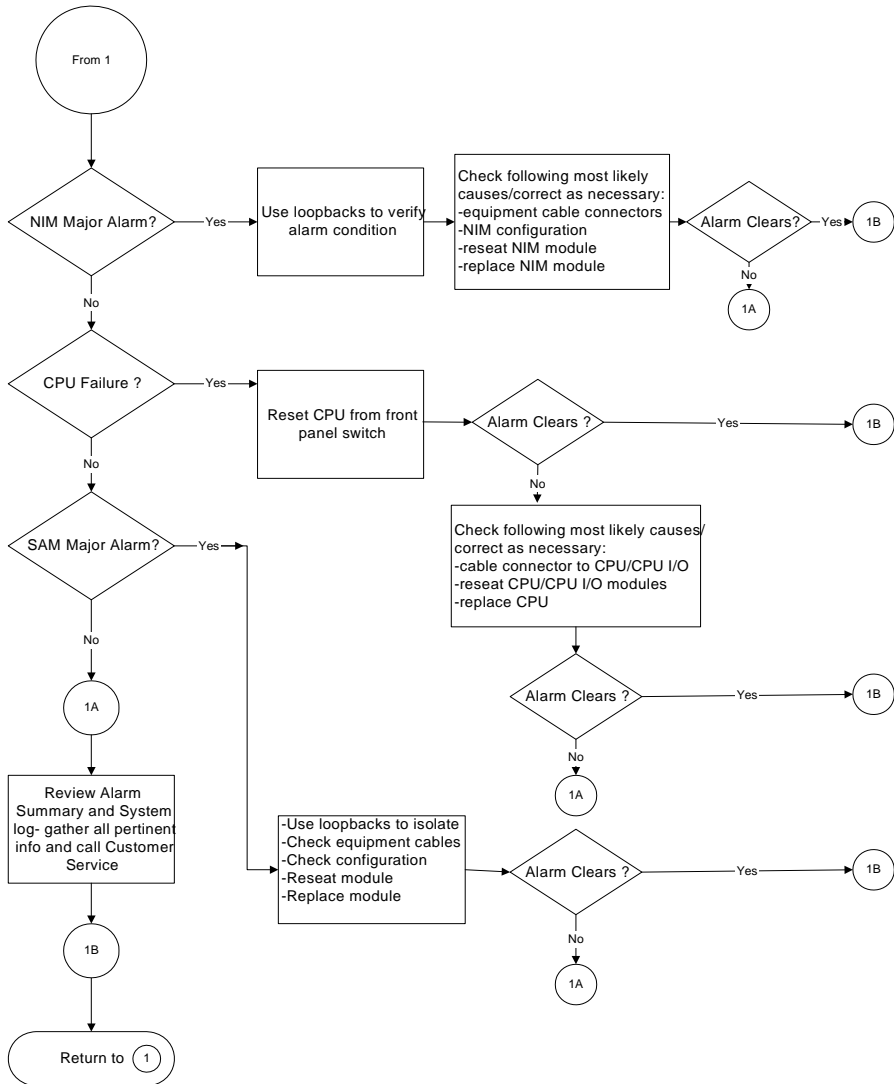 From 1
NIM Major Alarm?
Yes
Use loopbacks to verify
alarm condition
Check following most likely
causes/correct as necessary:
-equipment cable connectors
-NIM configuration
-reseat NIM module
-replace NIM module
Alarm Clears?
Yes
1B
No
1A
No
CPU Failure ?
Yes
Reset CPU from front
panel switch
Alarm Clears ?
Yes
1B
No
Check following most likely causes/
correct as necessary:
-cable connector to CPU/CPU I/O
-reseat CPU/CPU I/O modules
-replace CPU
Alarm Clears ?
Yes
1B
No
1A
No
SAM Major Alarm?
Yes
-Use loopbacks to isolate
-Check equipment cables
-Check configuration
-Reseat module
-Replace module
Alarm Clears ?
Yes
1B
No
1A
No
1A
Review Alarm
Summary and System
log- gather all pertinent
info and call Customer
Service
1B
Return to 1